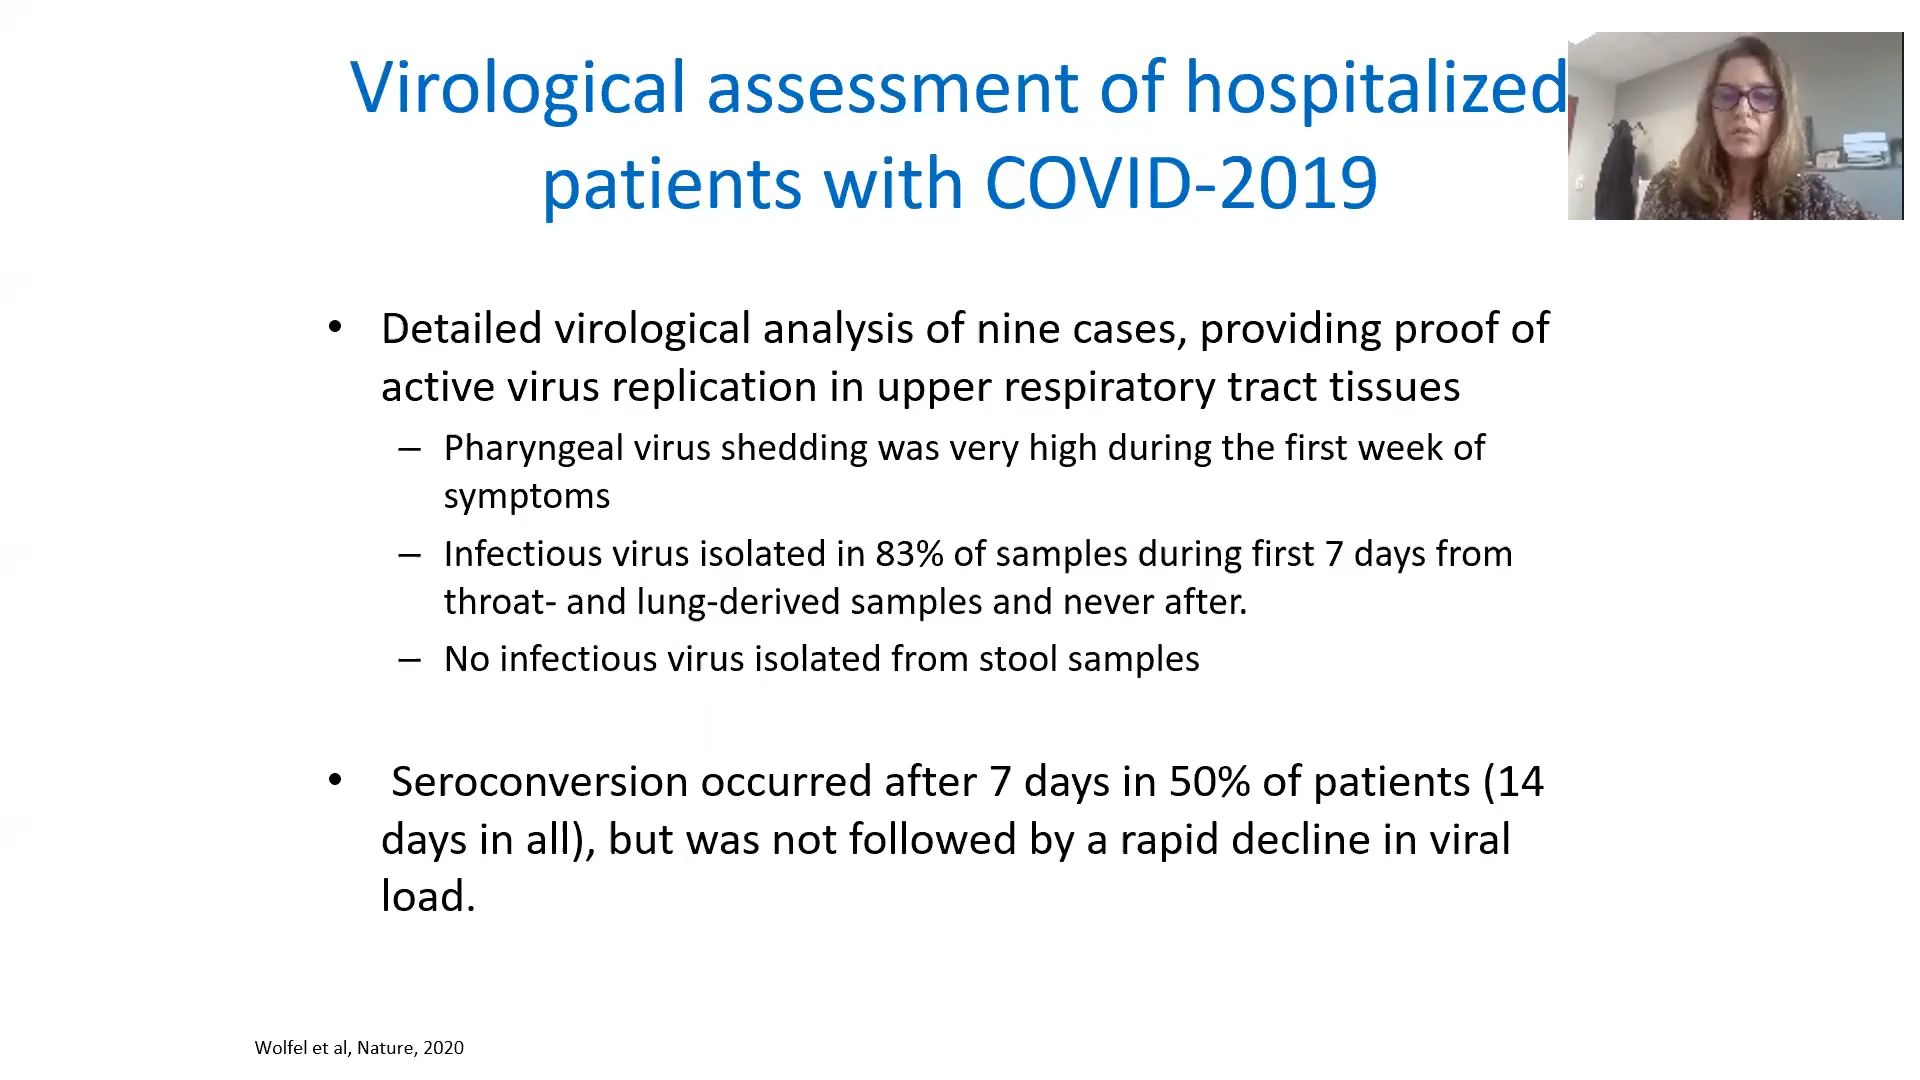 Virological assessment of hospitalized
patients with COVID-2019
• Detailed virological analysis of nine cases, providing proof of
active virus replication in upper respiratory tract tissues
– Pharyngeal virus shedding was very high during the first week of
symptoms
– Infectious virus isolated in 83% of samples during first 7 days from
throat- and lung-derived samples and never after.
– No infectious virus isolated from stool samples
• Seroconversion occurred after 7 days in 50% of patients (14
days in all), but was not followed by a rapid decline in viral
load.
Wolfel et al, Nature, 2020